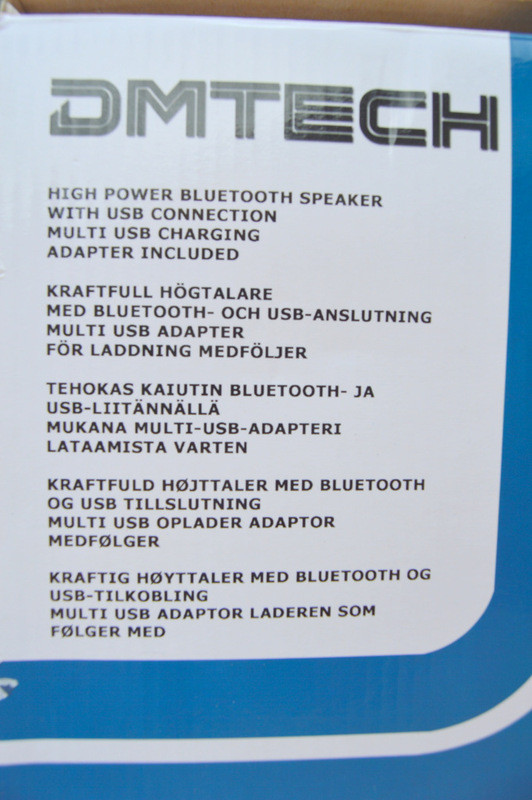 DMTECH
HIGH POWER BLUETOOTH SPEAKER
WITH USB CONNECTION
MULTI USB CHARGING
ADAPTER INCLUDED
KRAFTFULL HÖGTALARE
MED BLUETOOTH- OCH USB-ANSLUTNING
MULTI USB ADAPTER
FÖR LADDNING MEDFÖLJER
TEHOKAS KAIUTIN BLUETOOTH- JA
USB-LIITÄNNÄLLÄ
MUKANA MULTI-USB-ADAPTERI
LATAAMISTA VARTEN
KRAFTFULD HØJTTALER MED BLUETOOTH
OG USB TILLSLUTNING
MULTI USB OPLADER ADAPTOR
MEDFØLGER
KRAFTIG HØYTTALER MED BLUETOOTH OG
USB-TILKOBLING
MULTI USB ADAPTOR LADEREN SOM
FØLGER MED